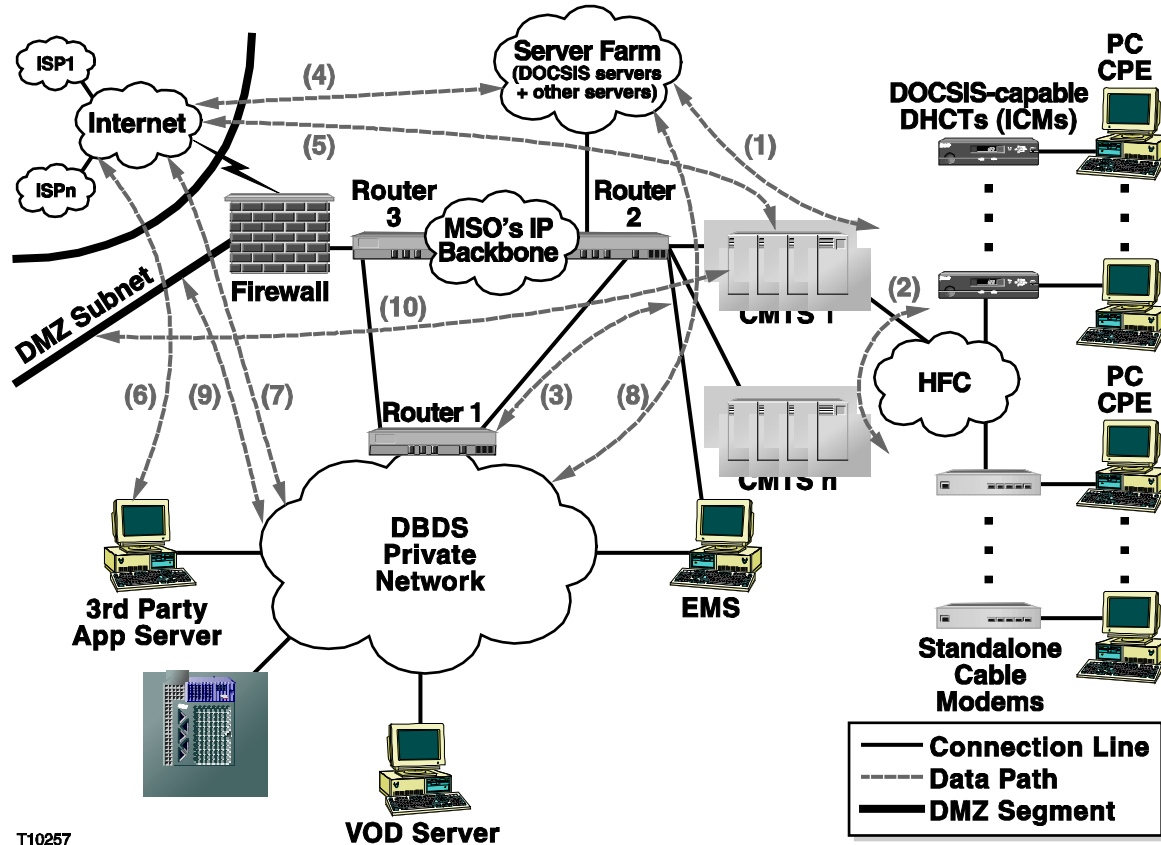 ISP1
Internet
ISPn
(4)
(5)
Server Farm
(DOCSIS servers
+ other servers)
(1)
DOCSIS-capable
DHCTs (ICMs)
PC
CPE
Router
3
MSO's IP
Backbone
Router
2
Firewall
DMZ Subnet
(10)
CMTS 1
(2)
HFC
(6)
(9)
(7)
Router 1
(3)
(8)
CMTS n
PC
CPE
DBDS
Private
Network
3rd Party
App Server
EMS
VOD Server
Standalone
Cable
Modems
Connection Line
Data Path
DMZ Segment
T10257